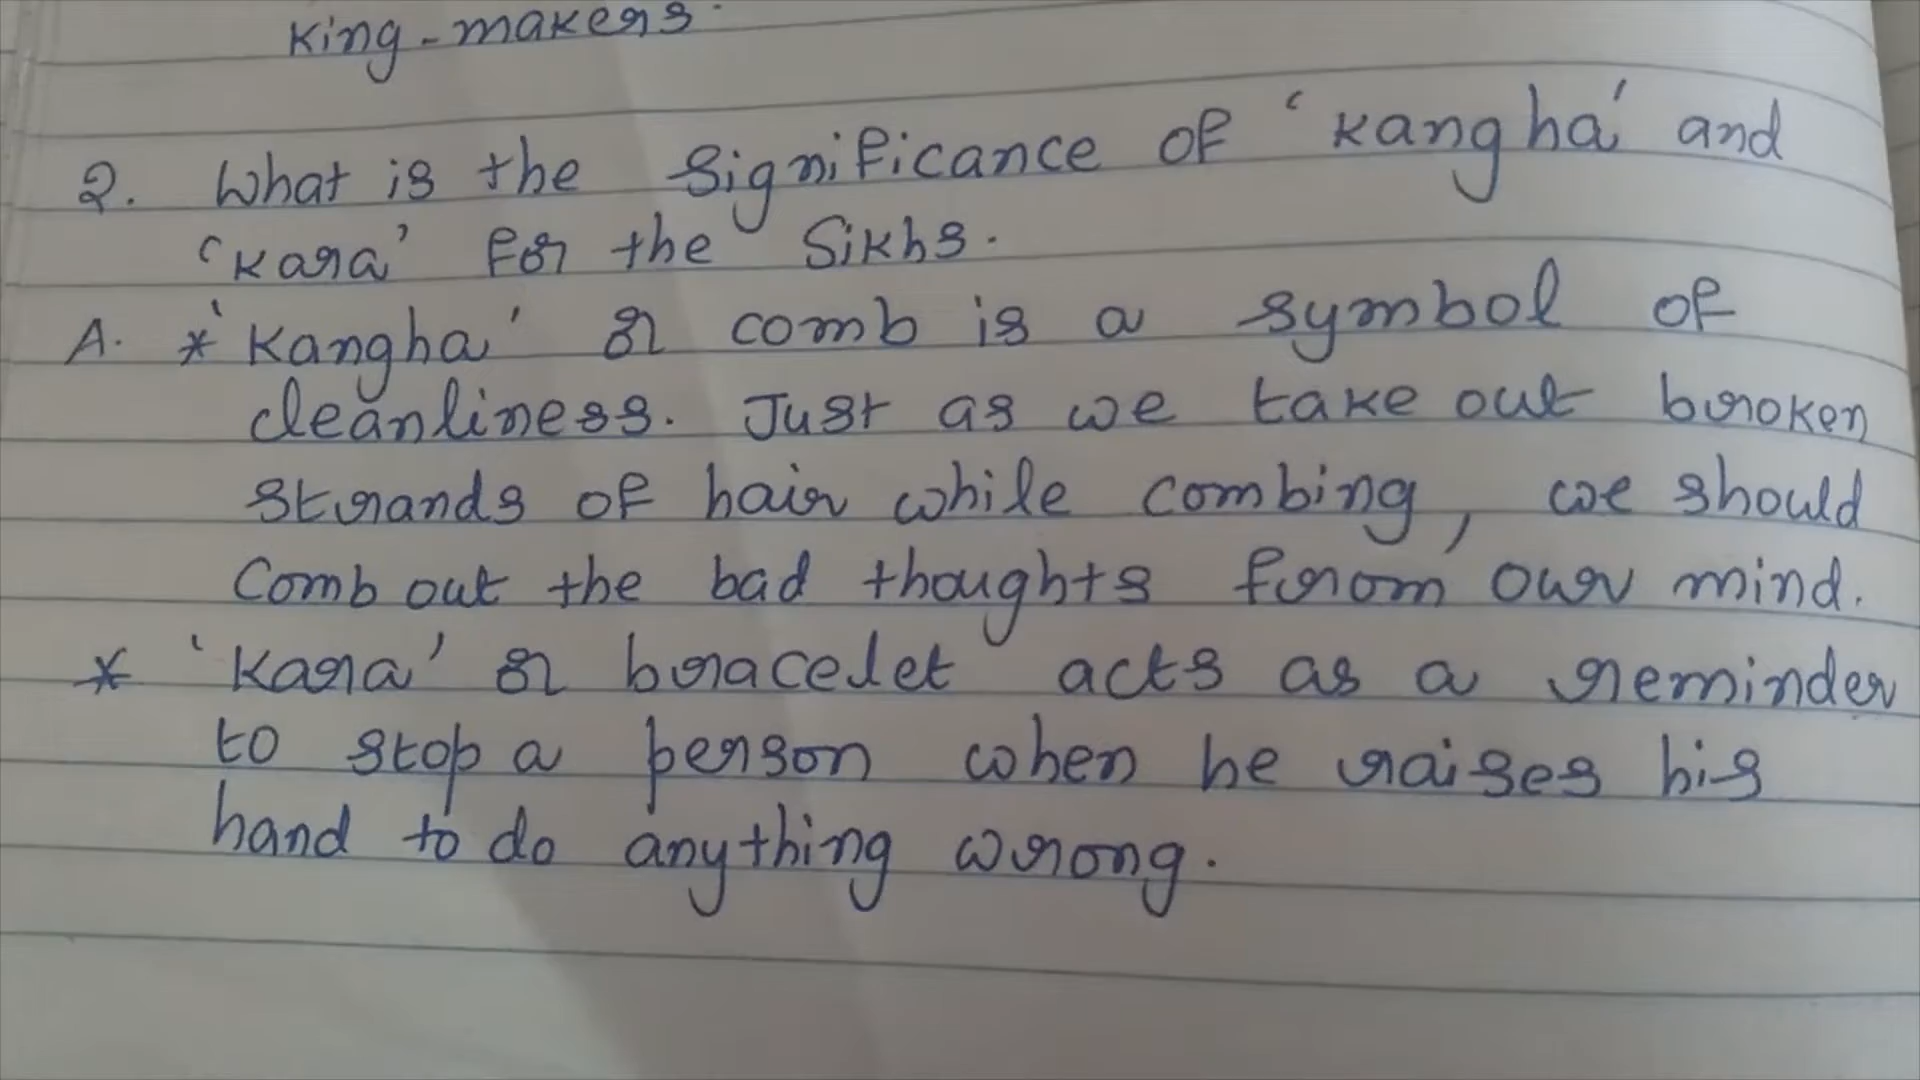 King-makers.
2. What is the significance of 'kangha' and
'kara' for the Sikhs.
A. * 'Kangha' or comb is a symbol of
cleanliness. Just as we take out broken
strands of hair while combing, we should
Comb out the bad thoughts from our mind.
* 'Kara' or bracelet acts as a reminder
to stop a person when he raises his
hand to do anything wrong.